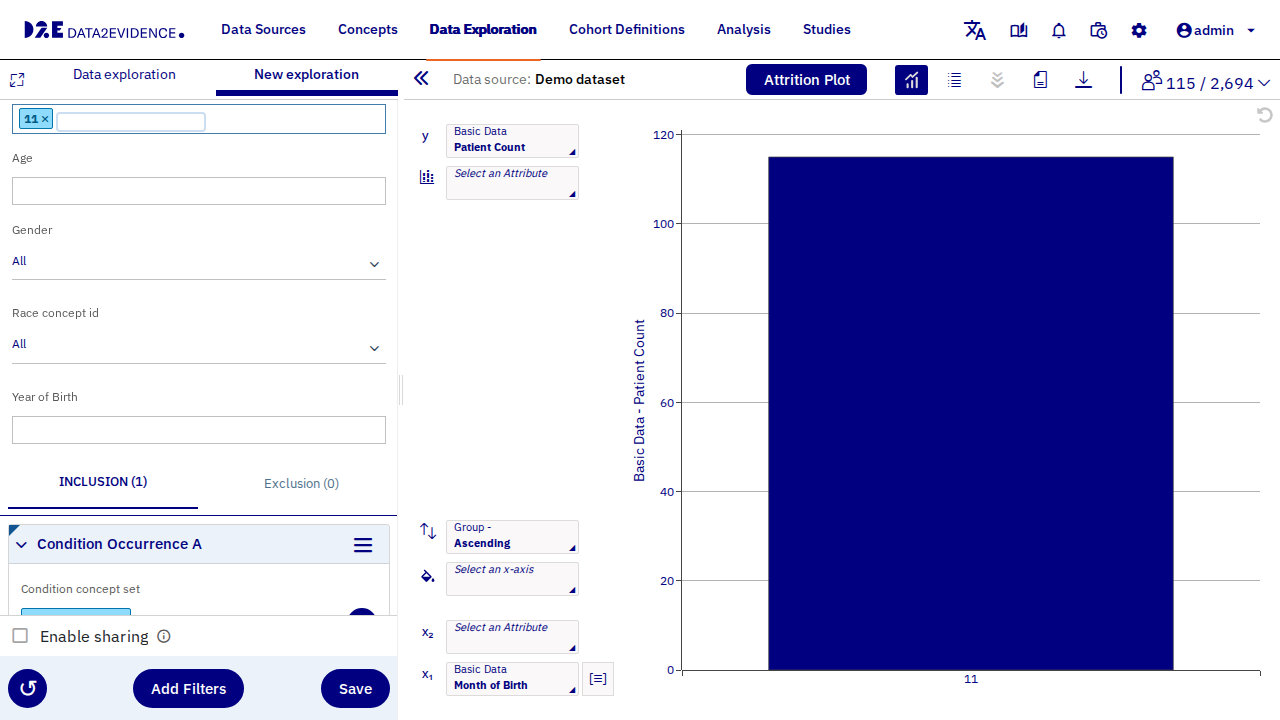 D2E DATA2EVIDENCE.
Data Sources
Concepts
Data Exploration
Cohort Definitions
Analysis
Studies
admin
Data exploration
New exploration
Data source: Demo dataset
Attrition Plot
115 / 2,694
11 ×
Age
Gender
All
Race concept id
All
Year of Birth
INCLUSION (1)
Exclusion (0)
Condition Occurrence A
Condition concept set
Enable sharing
Add Filters
Save
y
Basic Data
Patient Count
Select an Attribute
Group -
Ascending
Select an x-axis
x₂
Select an Attribute
x₁
Basic Data
Month of Birth
[=]
Basic Data - Patient Count
120
100
80
60
40
20
0
11